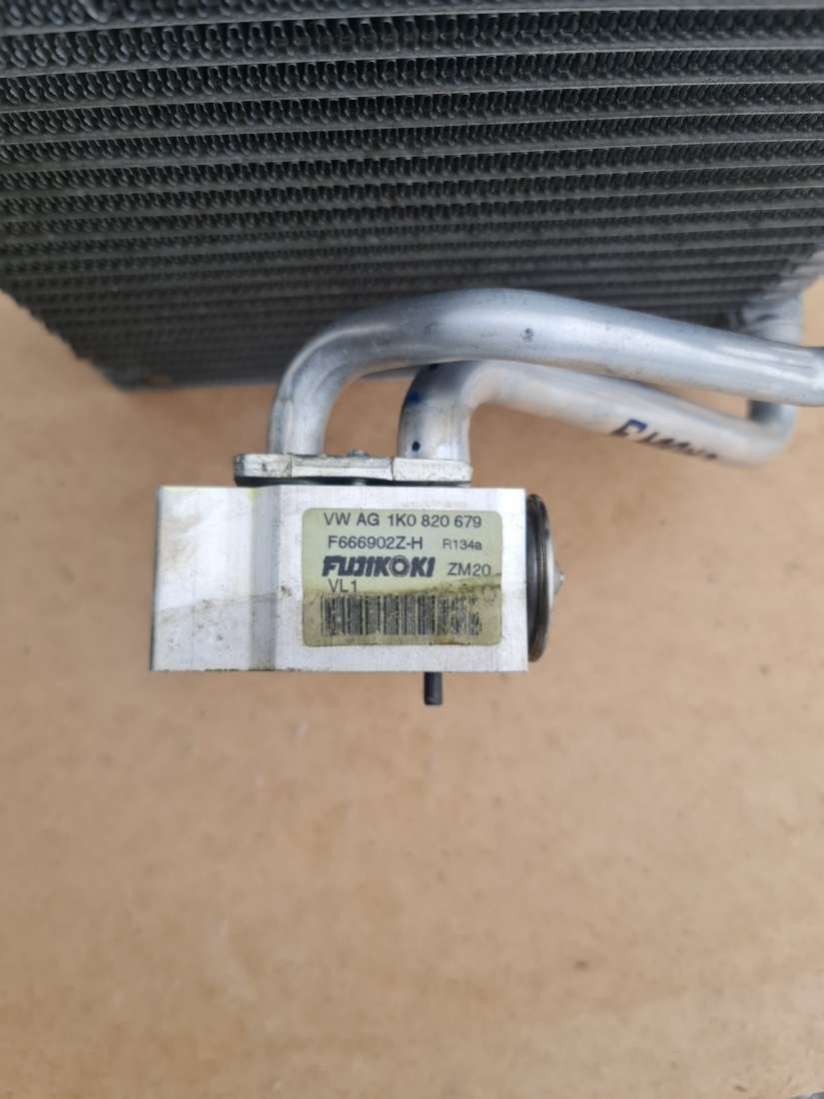 VW AG 1K0 820 679
F666902Z-H R134a
FUJIKOKI ZM20
VL1